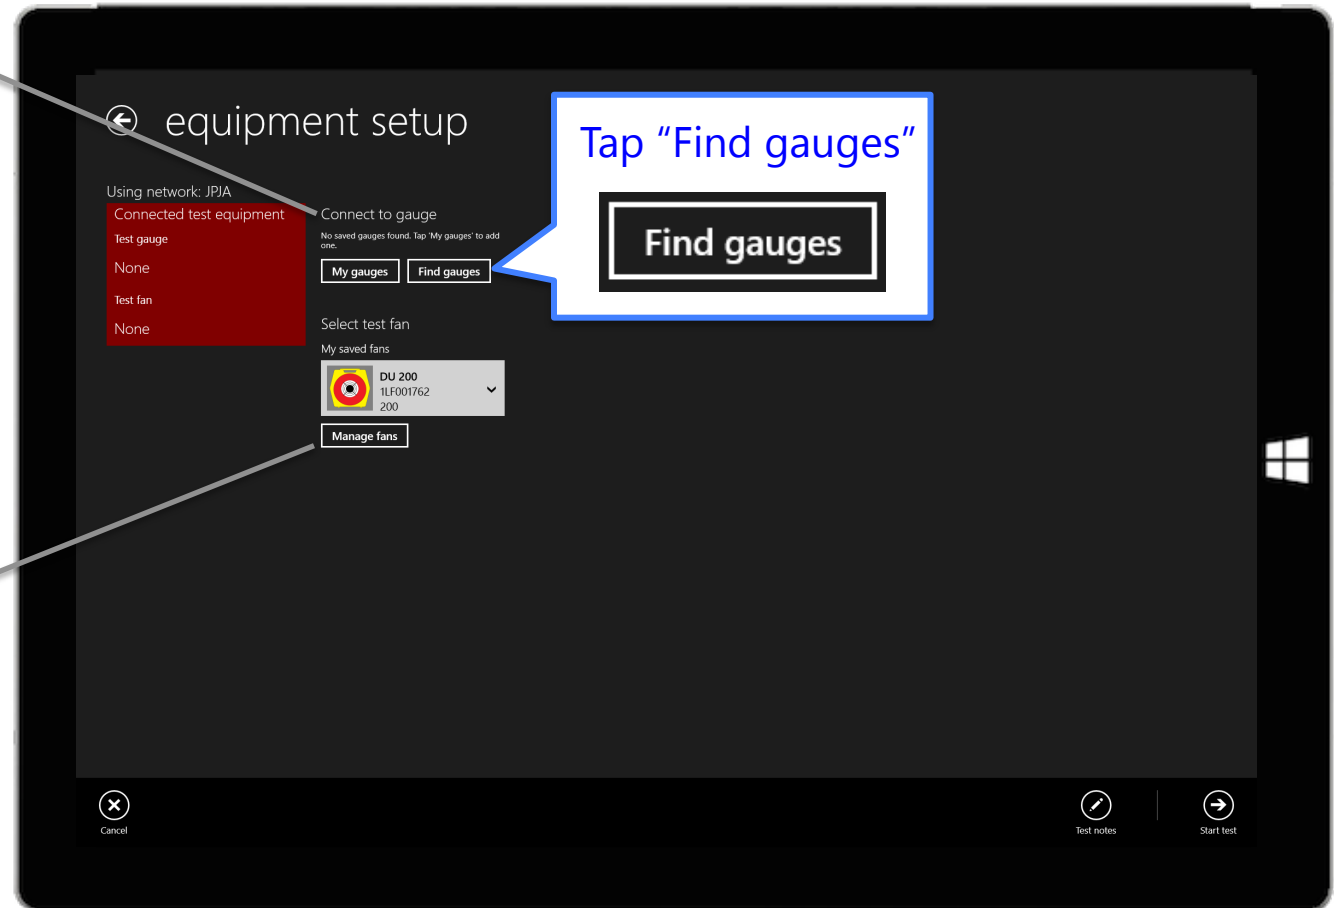 equipment setup
Tap “Find gauges”
Find gauges
Using network: JPJA
Connected test equipment
Test gauge
None
Test fan
None
Connect to gauge
No saved gauges found. Tap 'My gauges' to add
one.
My gauges
Find gauges
Select test fan
My saved fans
DU 200
1LF001762
200
Manage fans
Cancel
Test notes
Start test